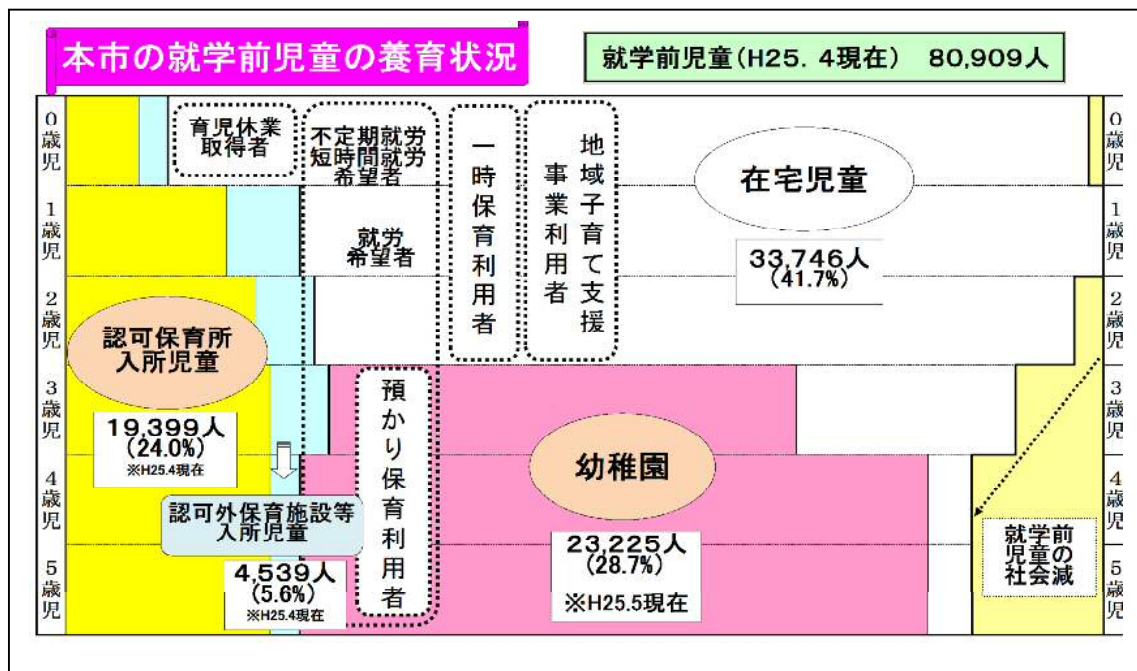 本市の就学前児童の養育状況
就学前児童(H25. 4現在) 80,909人
0歳児
1歳児
2歳児
3歳児
4歳児
5歳児
育児休業
取得者
不定期就労
短時間就労
希望者
就労
希望者
一時保育利用者
地域子育て支援
事業利用者
在宅児童
33,746人
(41.7%)
認可保育所
入所児童
19,399人
(24.0%)
※H25.4現在
認可外保育施設等
入所児童
4,539人
(5.6%)
※H25.4現在
預かり保育利用者
幼稚園
23,225人
(28.7%)
※H25.5現在
就学前
児童の
社会減
0歳児
1歳児
2歳児
3歳児
4歳児
5歳児